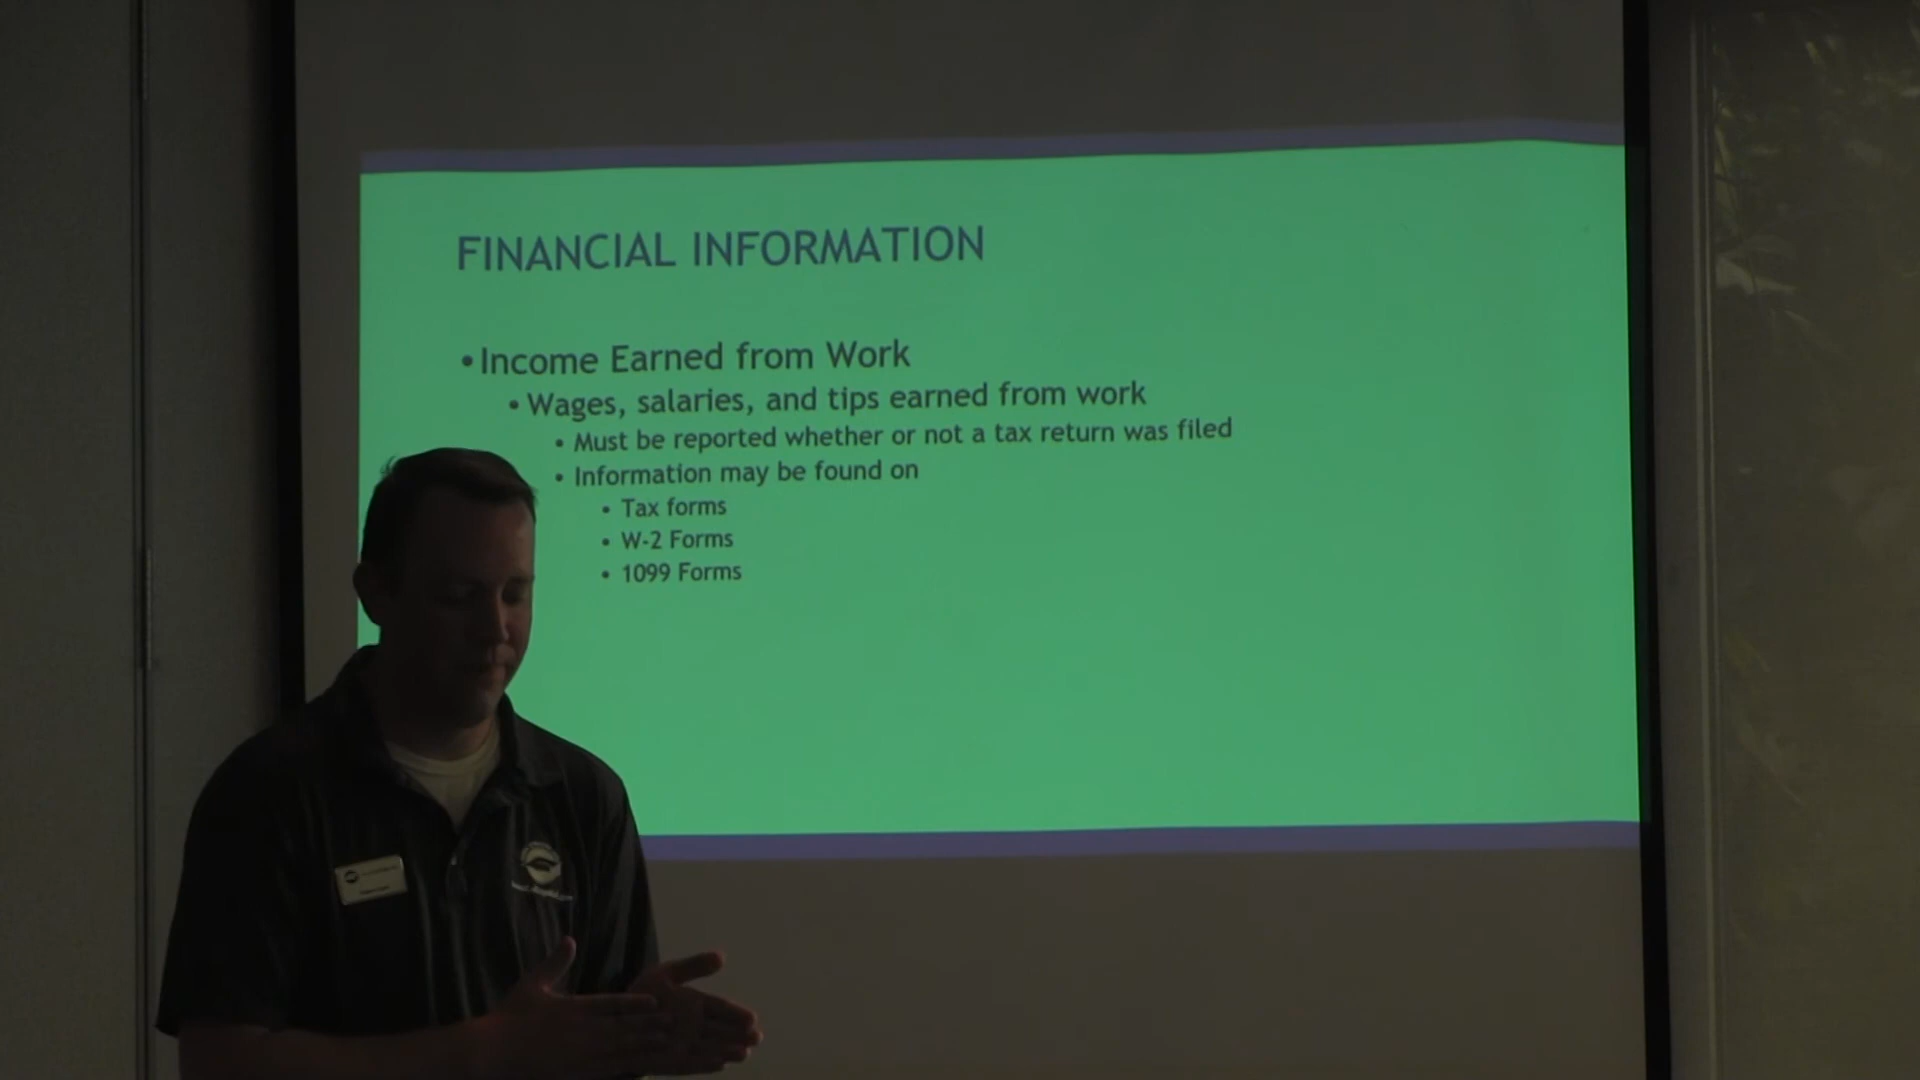 FINANCIAL INFORMATION
• Income Earned from Work
• Wages, salaries, and tips earned from work
• Must be reported whether or not a tax return was filed
• Information may be found on
• Tax forms
• W-2 Forms
• 1099 Forms